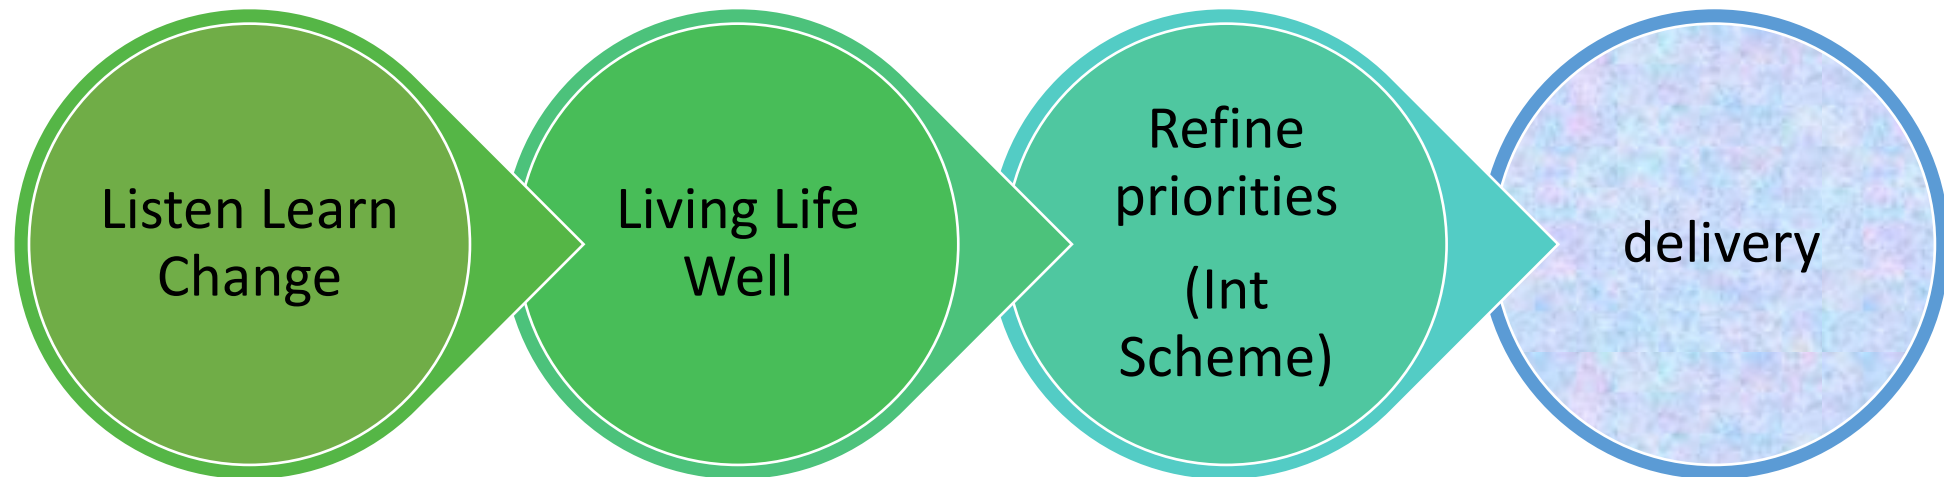 Listen Learn
Change
Living Life
Well
Refine
priorities
(Int
Scheme)
delivery